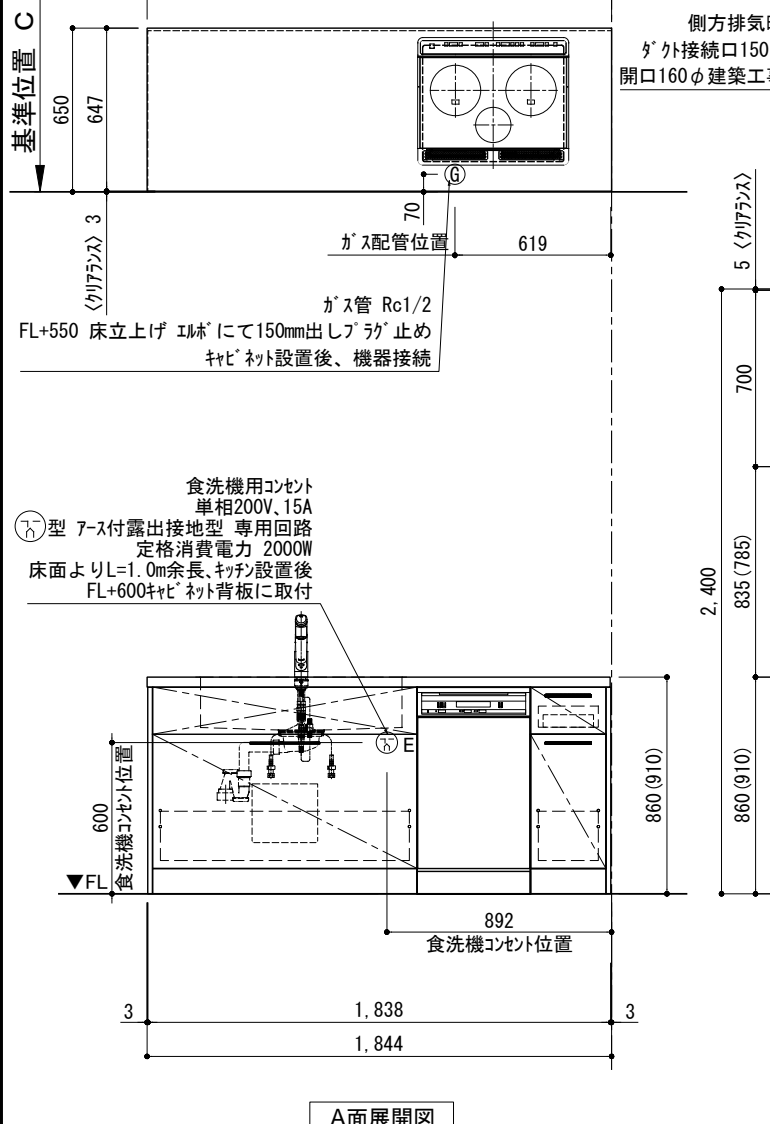 基準位置 C
650
647
〈クリアランス〉 3
側方排気
ダクト接続口150
開口160φ建築工
G
70
ガス配管位置
619
ガス管 Rc1/2
FL+550 床立上げ エルボにて150mm出しプラグ止め
キャビネット設置後、機器接続
5 〈クリアランス〉
700
2,400
835(785)
860(910)
食洗機用コンセント
単相200V、15A
型 アース付露出接地型 専用回路
定格消費電力 2000W
床面よりL=1.0m余長、キッチン設置後
FL+600キャビネット背板に取付
E
600
食洗機コンセント位置
▼FL
860(910)
892
食洗機コンセント位置
3
1,838
3
1,844
A面展開図